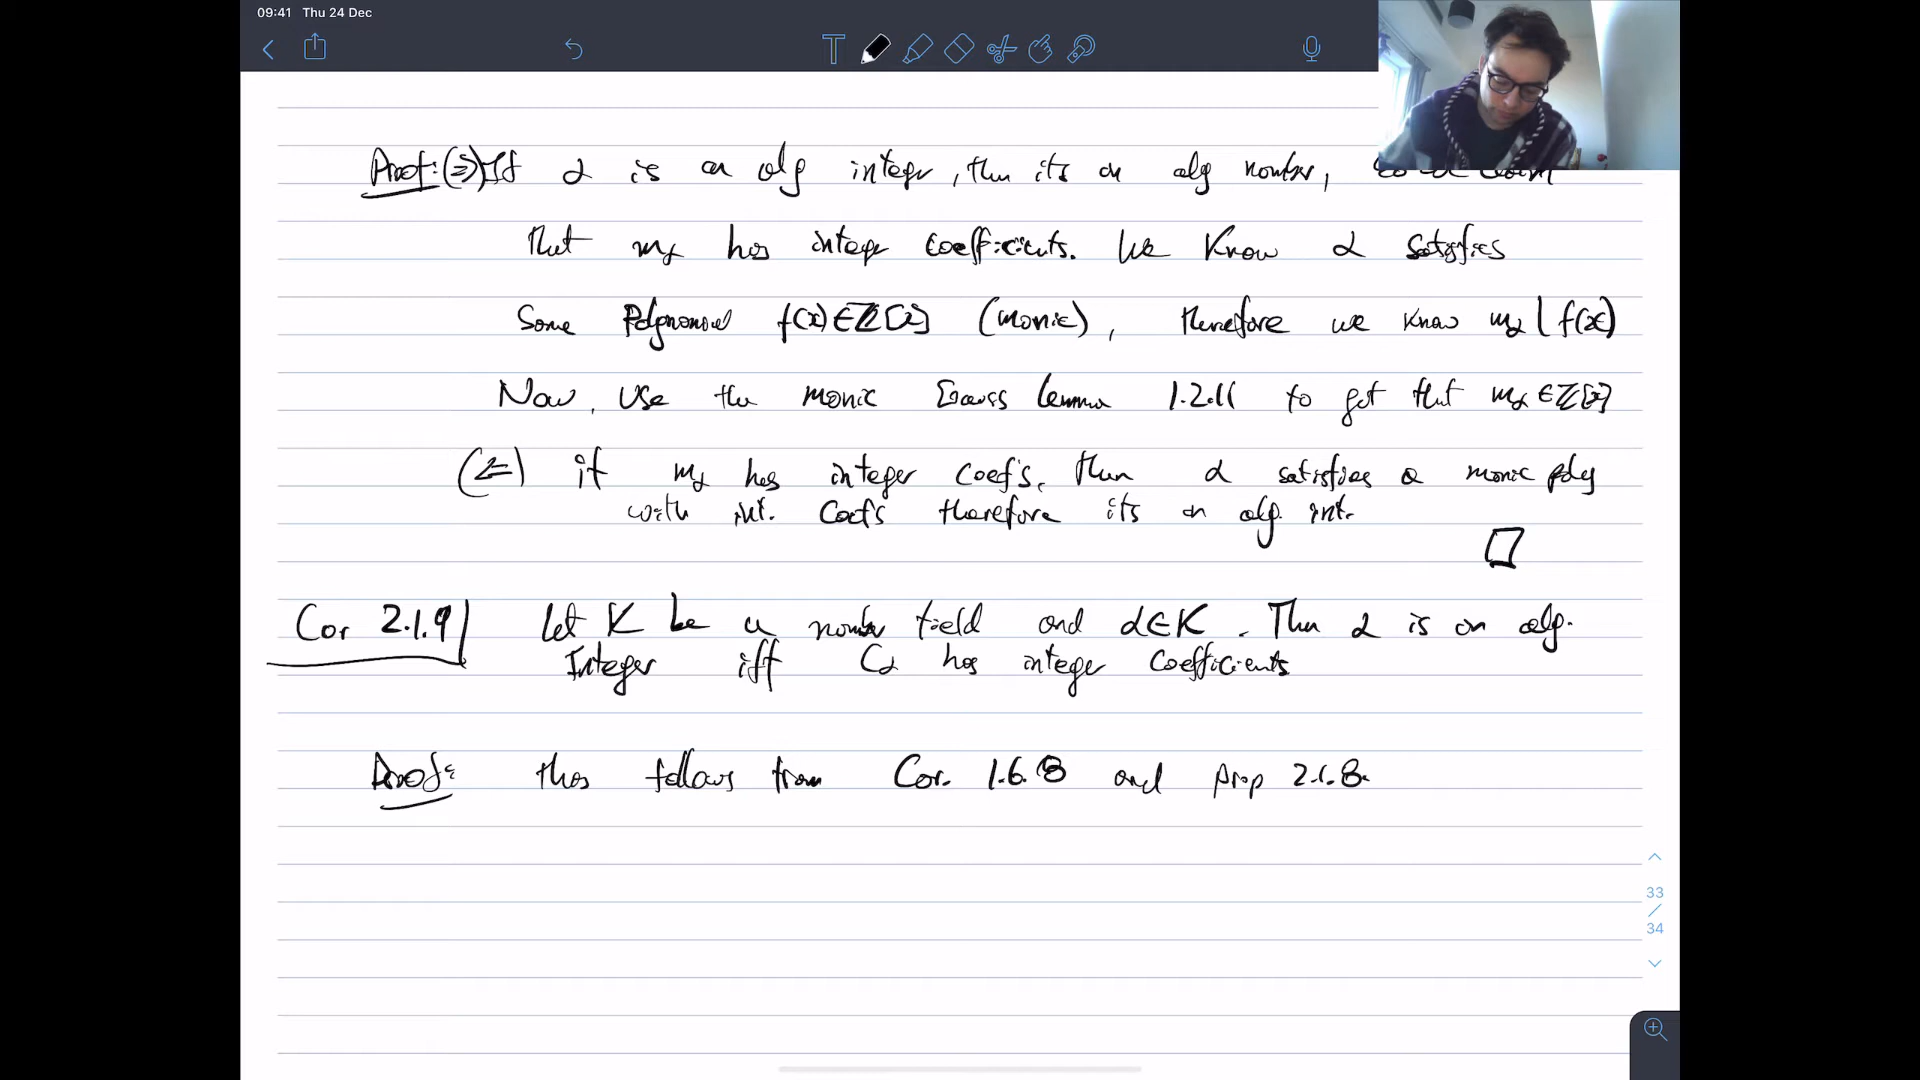 09:41 Thu 24 Dec
T
Proof: (⇒) If α is an alg integer, then its an alg number,
that m_α has integer coefficients. We know α satisfies
Some Polynomial f(x)∈ℤ[x] (monic), therefore we know m_α | f(x)
Now, use the monic Gauss lemma 1.2.11 to get that m_α ∈ ℤ[x]
(⇐) if m_α has integer coefs, then α satisfies a monic poly
with int. coefs therefore its an alg. int.
□
Cor 2.1.9 Let K be a number field and α∈K. Then α is an alg.
Integer iff C_α has integer coefficients
Proof: this follows from Cor. 1.6.8 and prop 2.1.8.
33
/
34